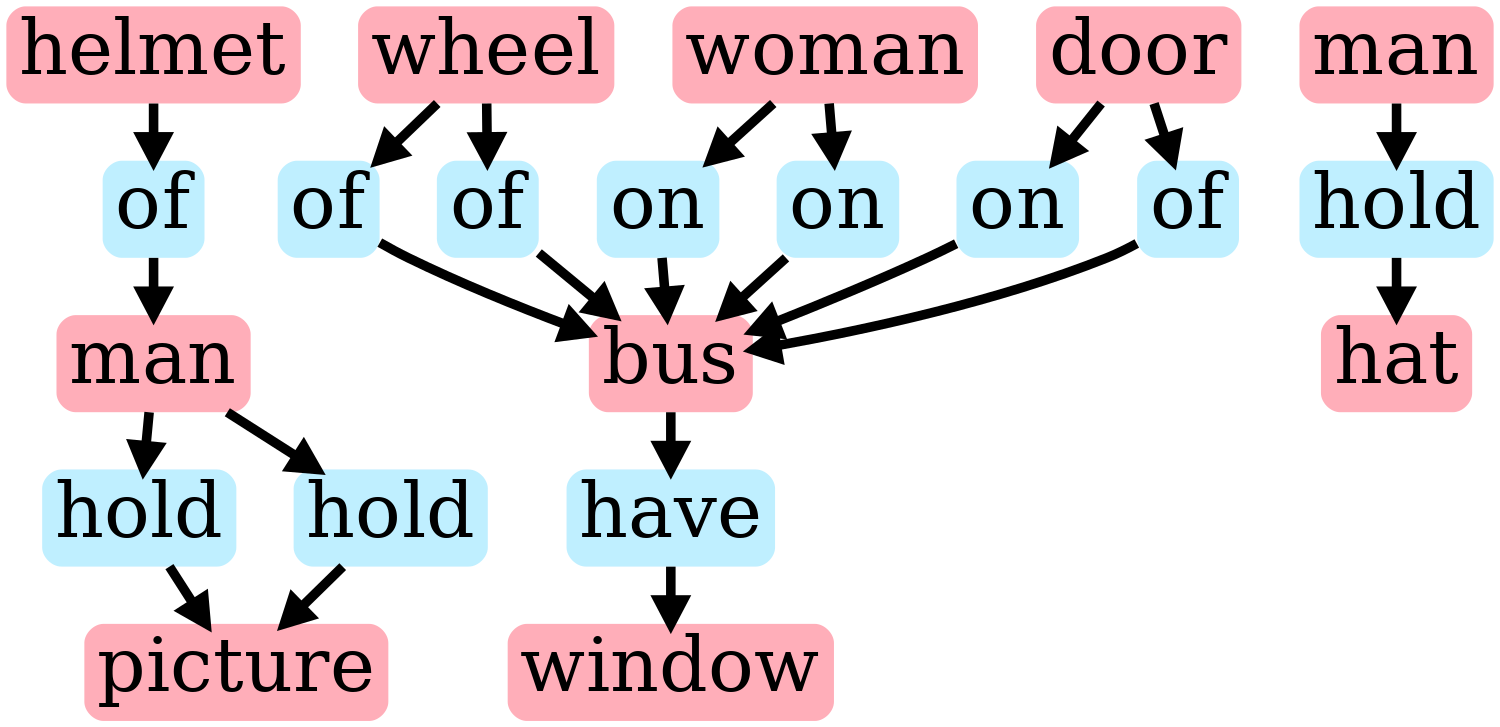 helmet wheel woman door man
of of of on on on of hold
man bus hat
hold hold have
picture window